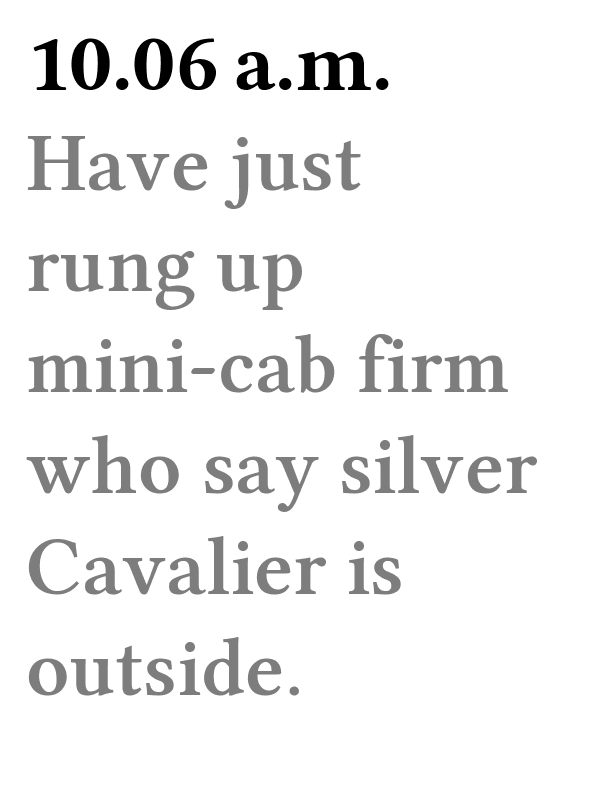 10.06 a.m.
Have just
rung up
mini-cab firm
who say silver
Cavalier is
outside.